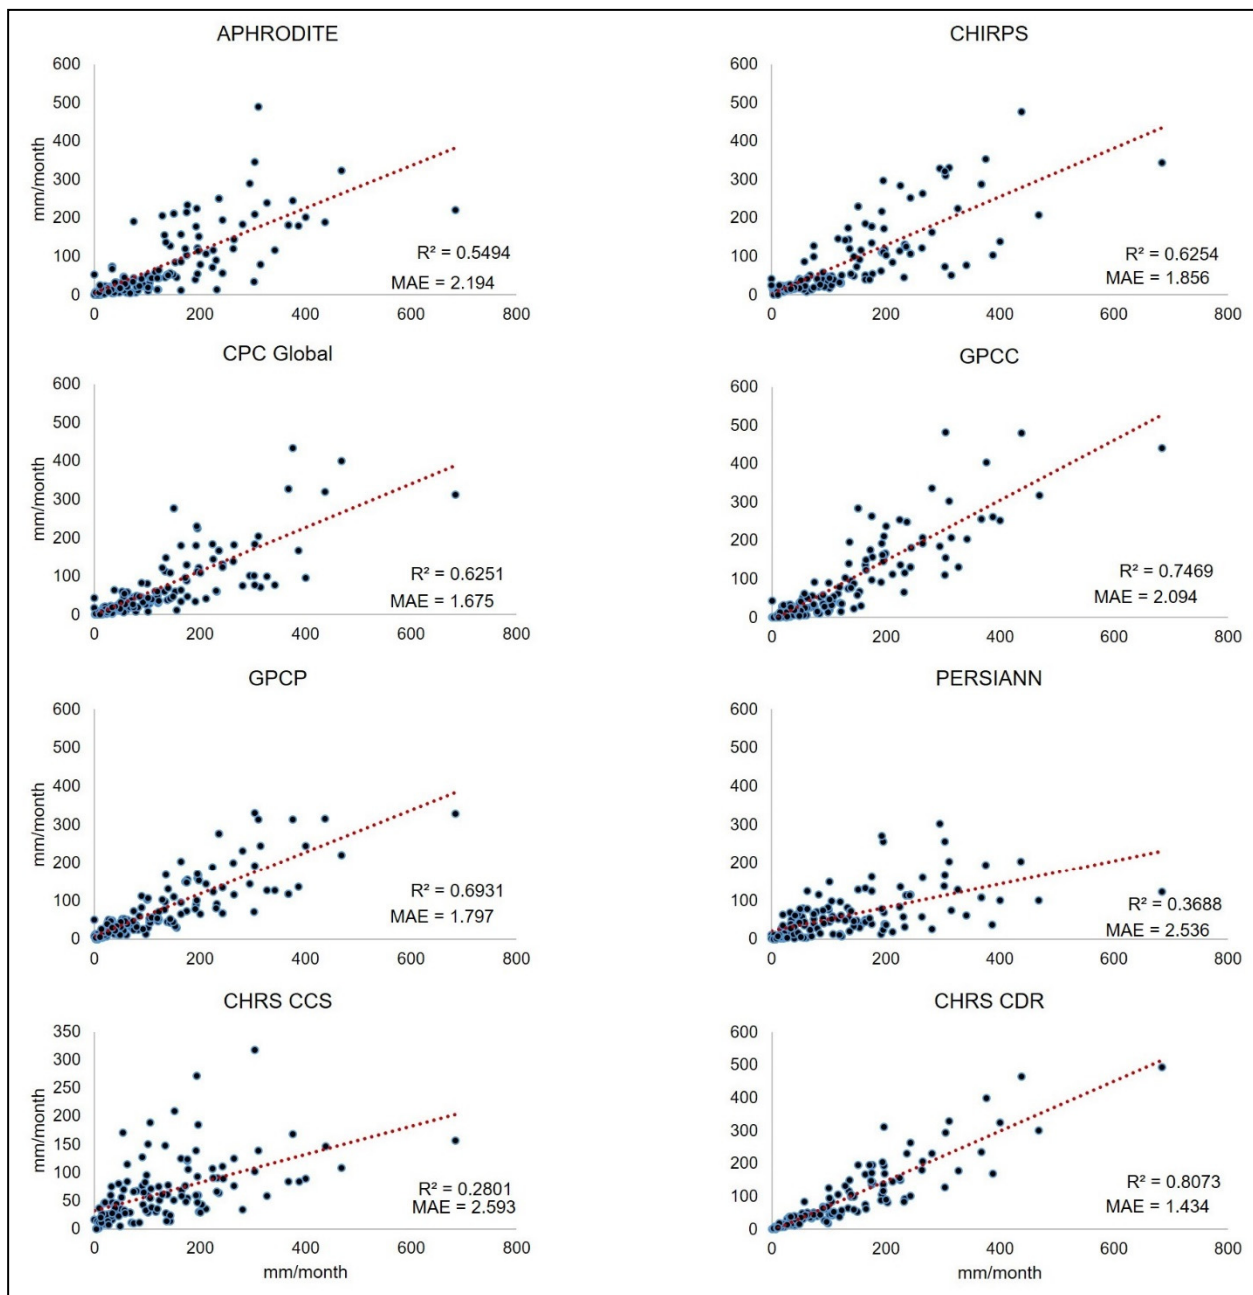 APHRODITE
600
500
400
300
200
100
0
mm/month
R² = 0.5494
MAE = 2.194
0 200 400 600 800
CHIRPS
600
500
400
300
200
100
0
R² = 0.6254
MAE = 1.856
0 200 400 600 800
CPC Global
600
500
400
300
200
100
0
mm/month
R² = 0.6251
MAE = 1.675
0 200 400 600 800
GPCC
600
500
400
300
200
100
0
R² = 0.7469
MAE = 2.094
0 200 400 600 800
GPCP
600
500
400
300
200
100
0
mm/month
R² = 0.6931
MAE = 1.797
0 200 400 600 800
PERSIANN
600
500
400
300
200
100
0
R² = 0.3688
MAE = 2.536
0 200 400 600 800
CHRS CCS
350
300
250
200
150
100
50
0
mm/month
R² = 0.2801
MAE = 2.593
0 200 400 600 800
mm/month
CHRS CDR
600
500
400
300
200
100
0
R² = 0.8073
MAE = 1.434
0 200 400 600 800
mm/month